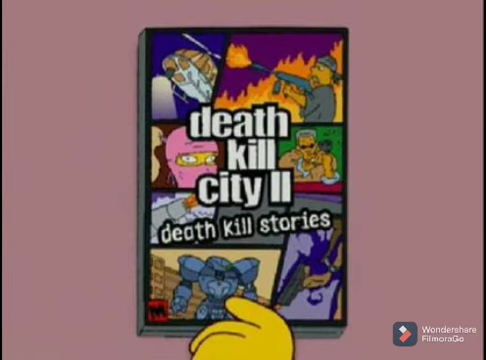 death
kill
city II
death kill stories
M
Wondershare
FilmoraGo